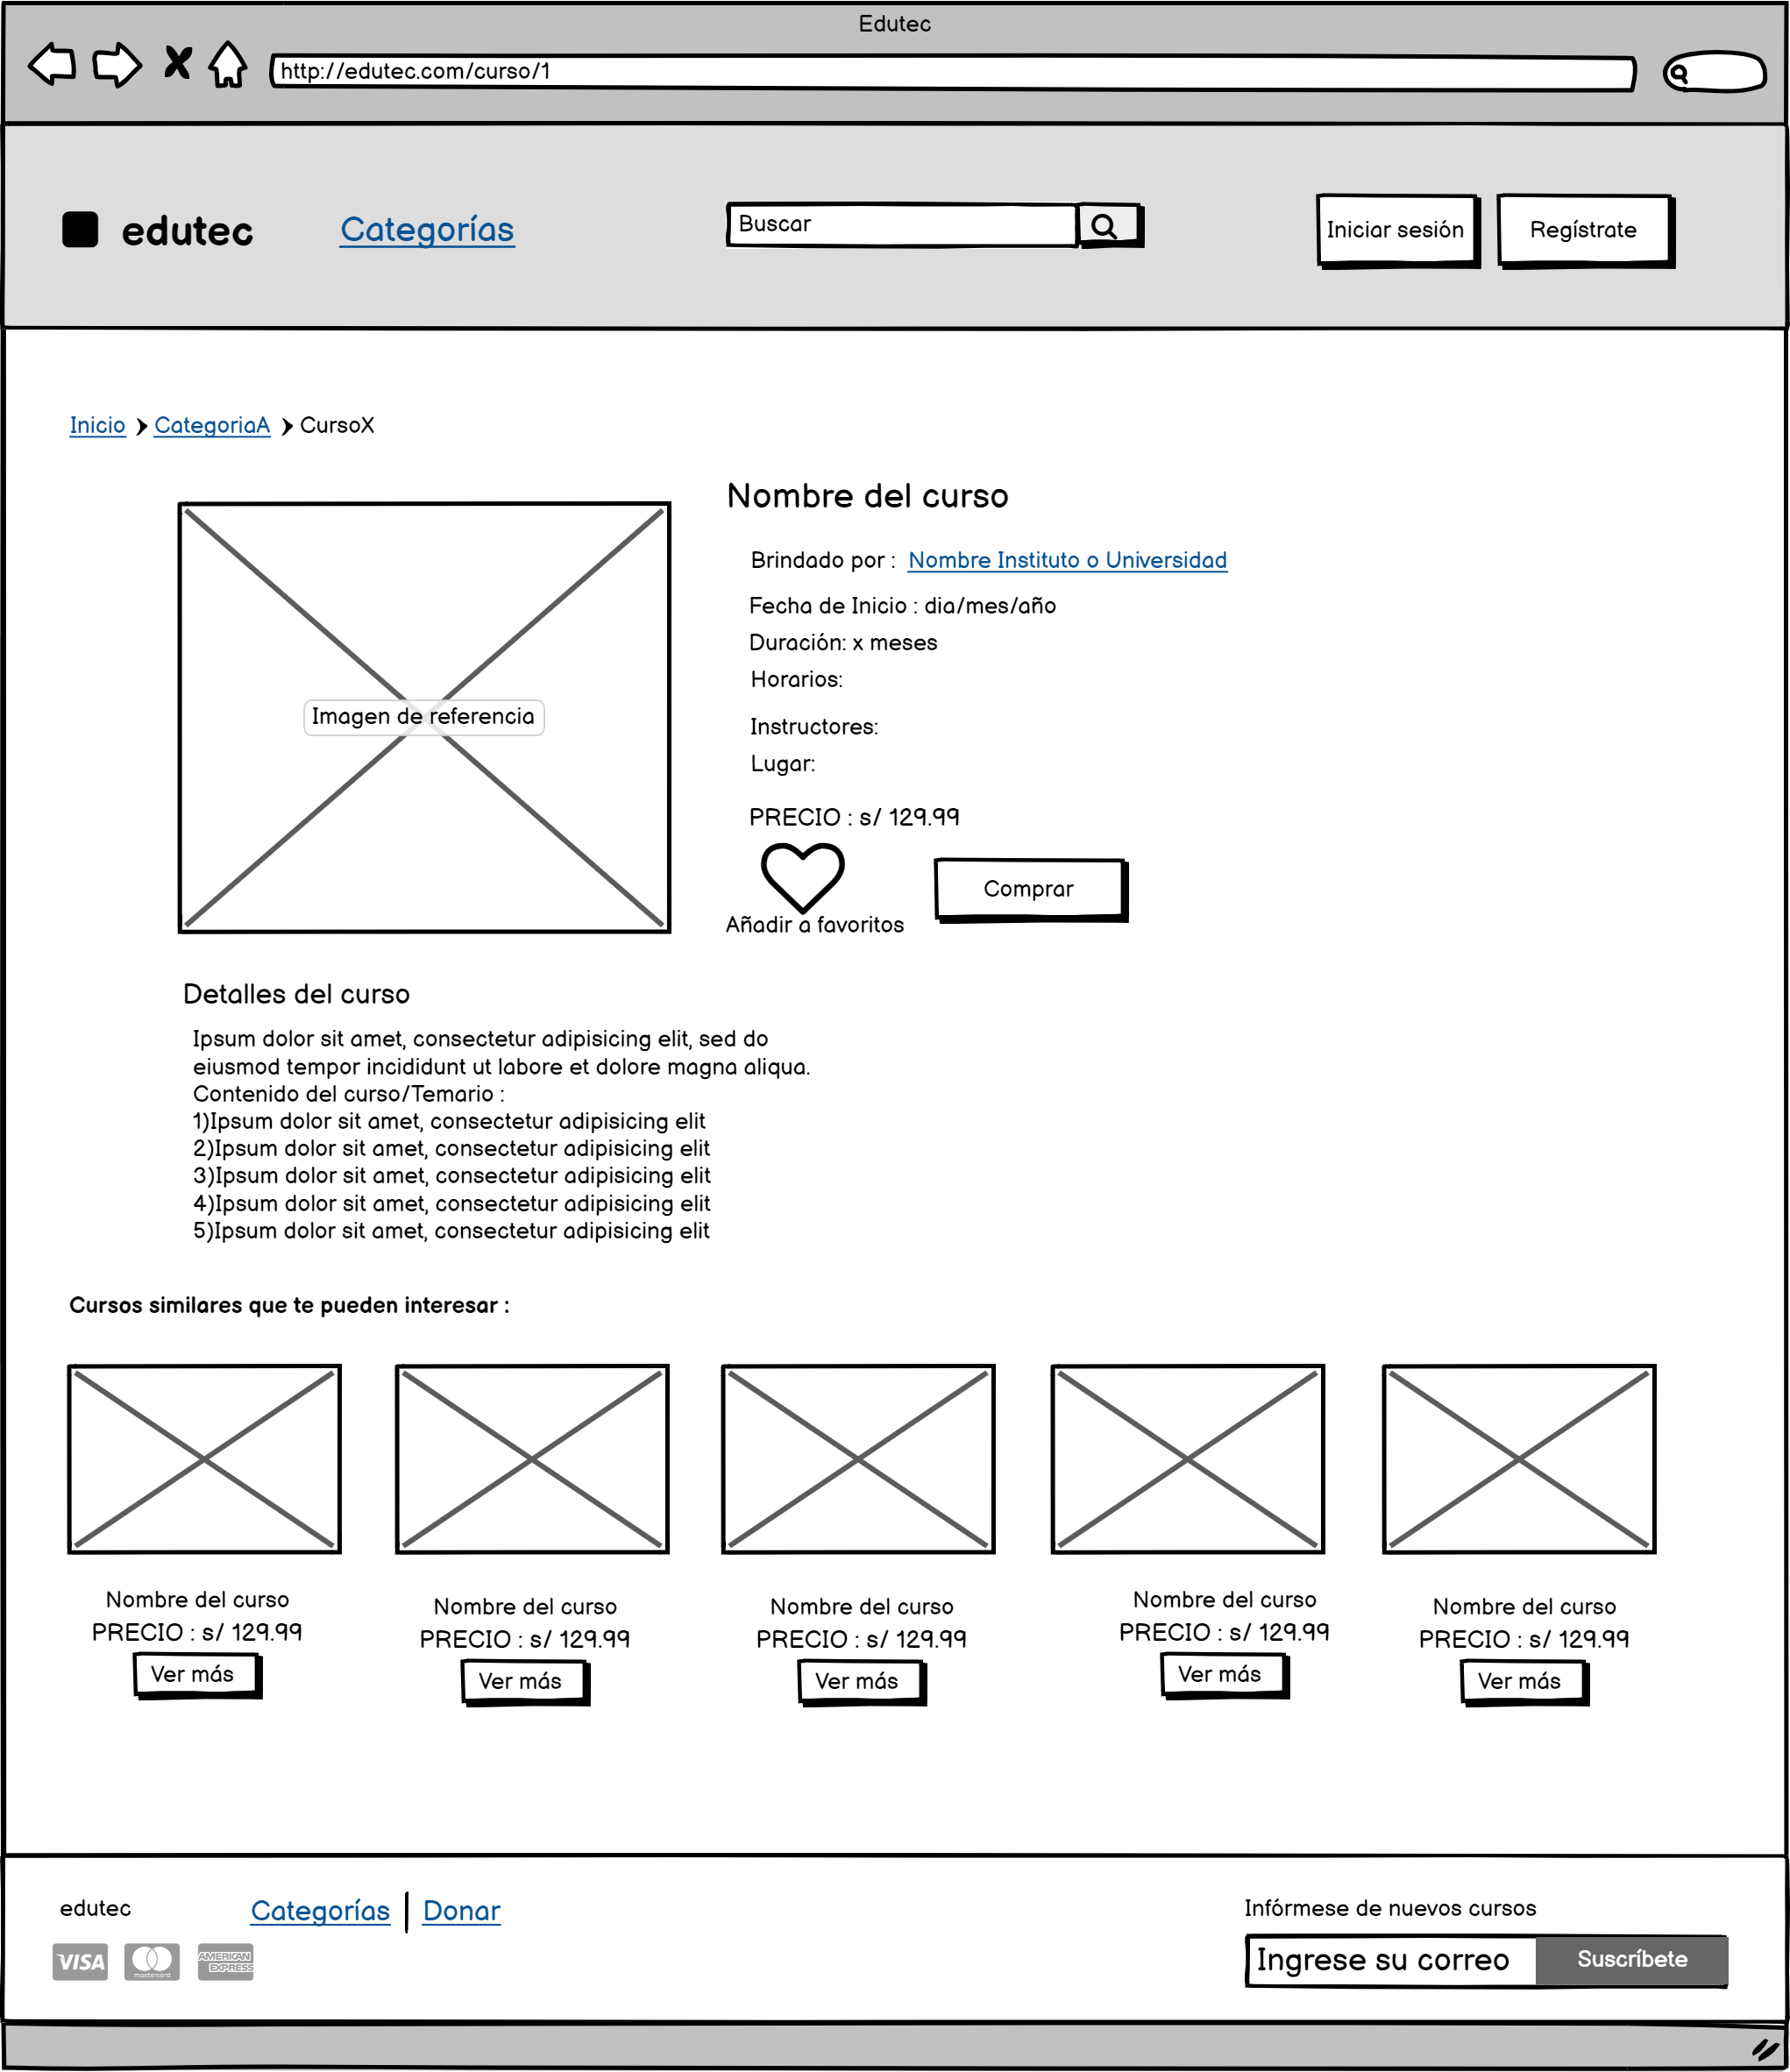 Edutec
http://edutec.com/curso/1
edutec
Categorías
Buscar
Iniciar sesión
Regístrate
Inicio
CategoriaA
CursoX
Imagen de referencia
Nombre del curso
Brindado por : Nombre Instituto o Universidad
Fecha de Inicio : dia/mes/año
Duración: x meses
Horarios:
Instructores:
Lugar:
PRECIO : s/ 129.99
Añadir a favoritos
Comprar
Detalles del curso
Ipsum dolor sit amet, consectetur adipisicing elit, sed do
eiusmod tempor incididunt ut labore et dolore magna aliqua.
Contenido del curso/Temario :
1)Ipsum dolor sit amet, consectetur adipisicing elit
2)Ipsum dolor sit amet, consectetur adipisicing elit
3)Ipsum dolor sit amet, consectetur adipisicing elit
4)Ipsum dolor sit amet, consectetur adipisicing elit
5)Ipsum dolor sit amet, consectetur adipisicing elit
Cursos similares que te pueden interesar :
Nombre del curso
PRECIO : s/ 129.99
Ver más
Nombre del curso
PRECIO : s/ 129.99
Ver más
Nombre del curso
PRECIO : s/ 129.99
Ver más
Nombre del curso
PRECIO : s/ 129.99
Ver más
Nombre del curso
PRECIO : s/ 129.99
Ver más
edutec
Categorías
Donar
VISA
mastercard
AMERICAN
EXPRESS
Infórmese de nuevos cursos
Ingrese su correo
Suscríbete